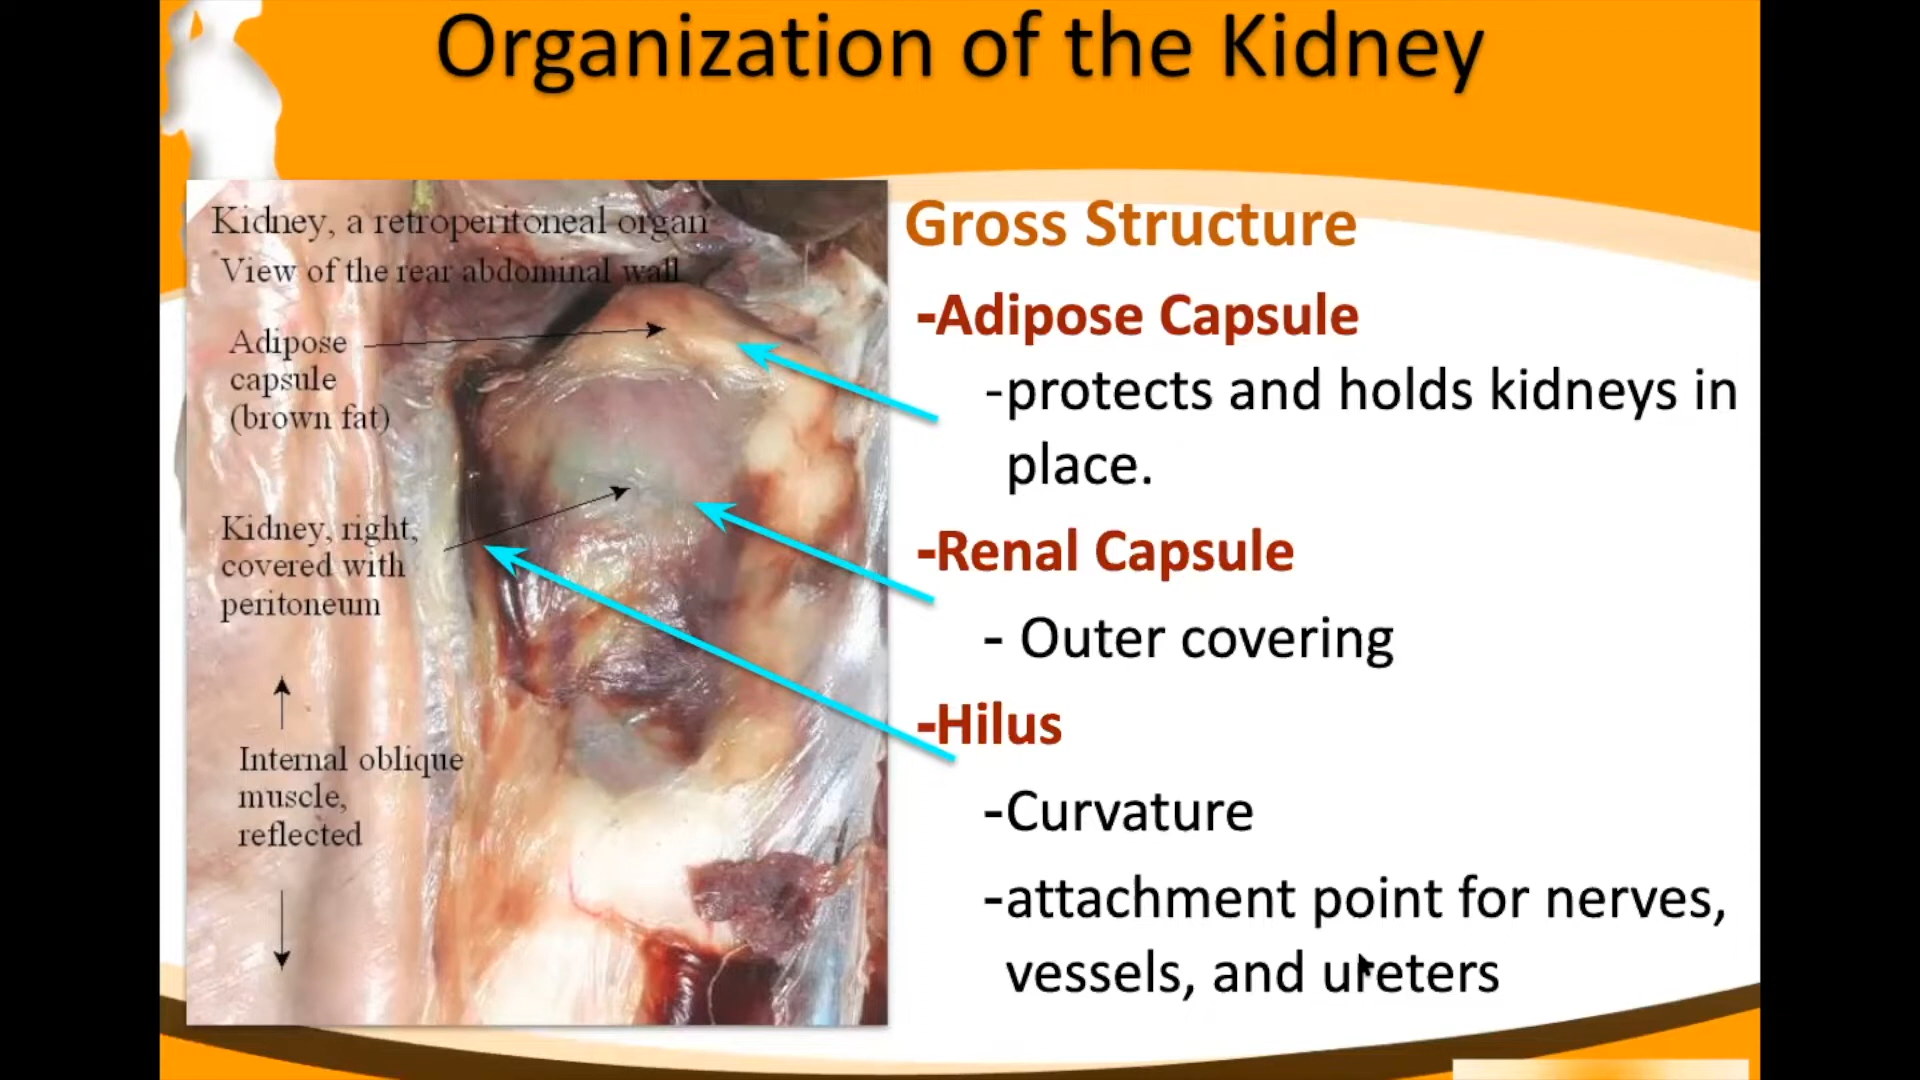 Organization of the Kidney
Kidney, a retroperitoneal organ
View of the rear abdominal wall
Adipose
capsule
(brown fat)
Kidney, right,
covered with
peritoneum
Internal oblique
muscle,
reflected
Gross Structure
-Adipose Capsule
-protects and holds kidneys in
place.
-Renal Capsule
- Outer covering
-Hilus
-Curvature
-attachment point for nerves,
vessels, and ureters